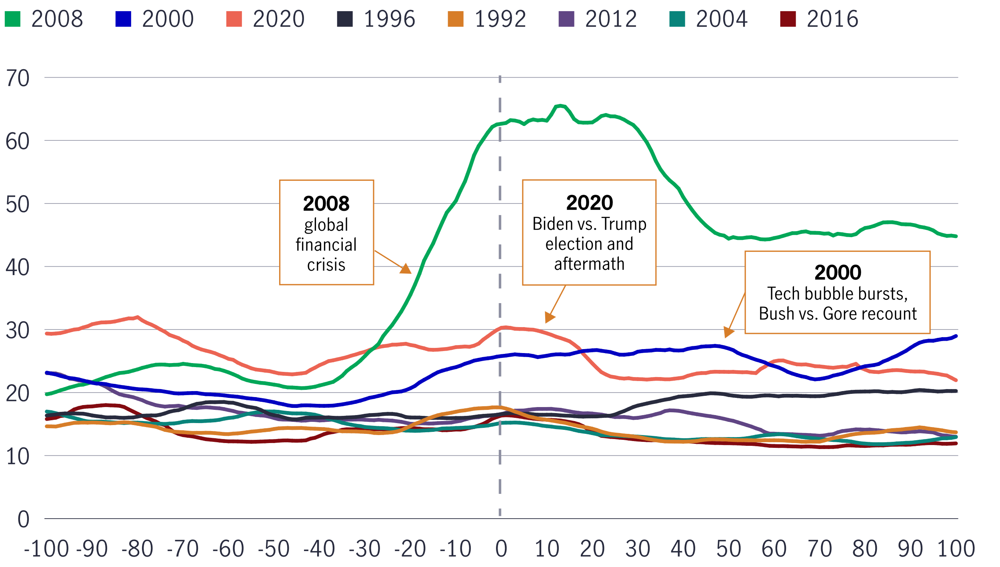 2008 2000 2020 1996 1992 2012 2004 2016
70
60
50
40
30
20
10
0
2008
global
financial
crisis
2020
Biden vs. Trump
election and
aftermath
2000
Tech bubble bursts,
Bush vs. Gore recount
-100 -90 -80 -70 -60 -50 -40 -30 -20 -10 0 10 20 30 40 50 60 70 80 90 100